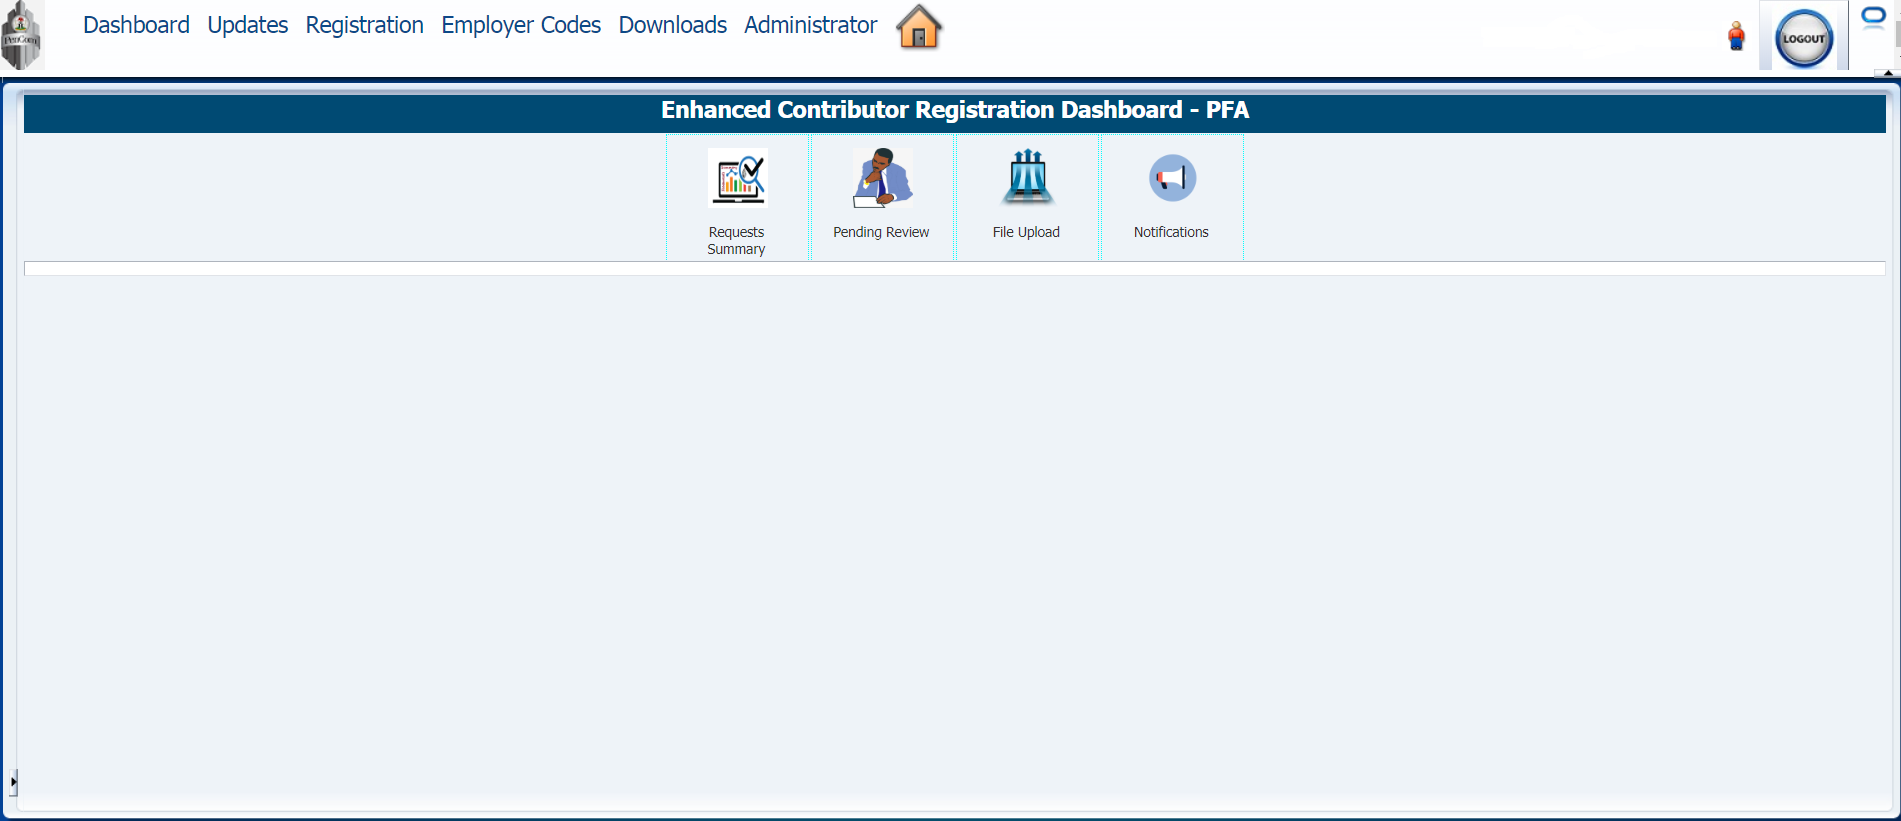 PenCom
Dashboard Updates Registration Employer Codes Downloads Administrator
LOGOUT
Enhanced Contributor Registration Dashboard - PFA
Requests
Summary
Pending Review
File Upload
Notifications